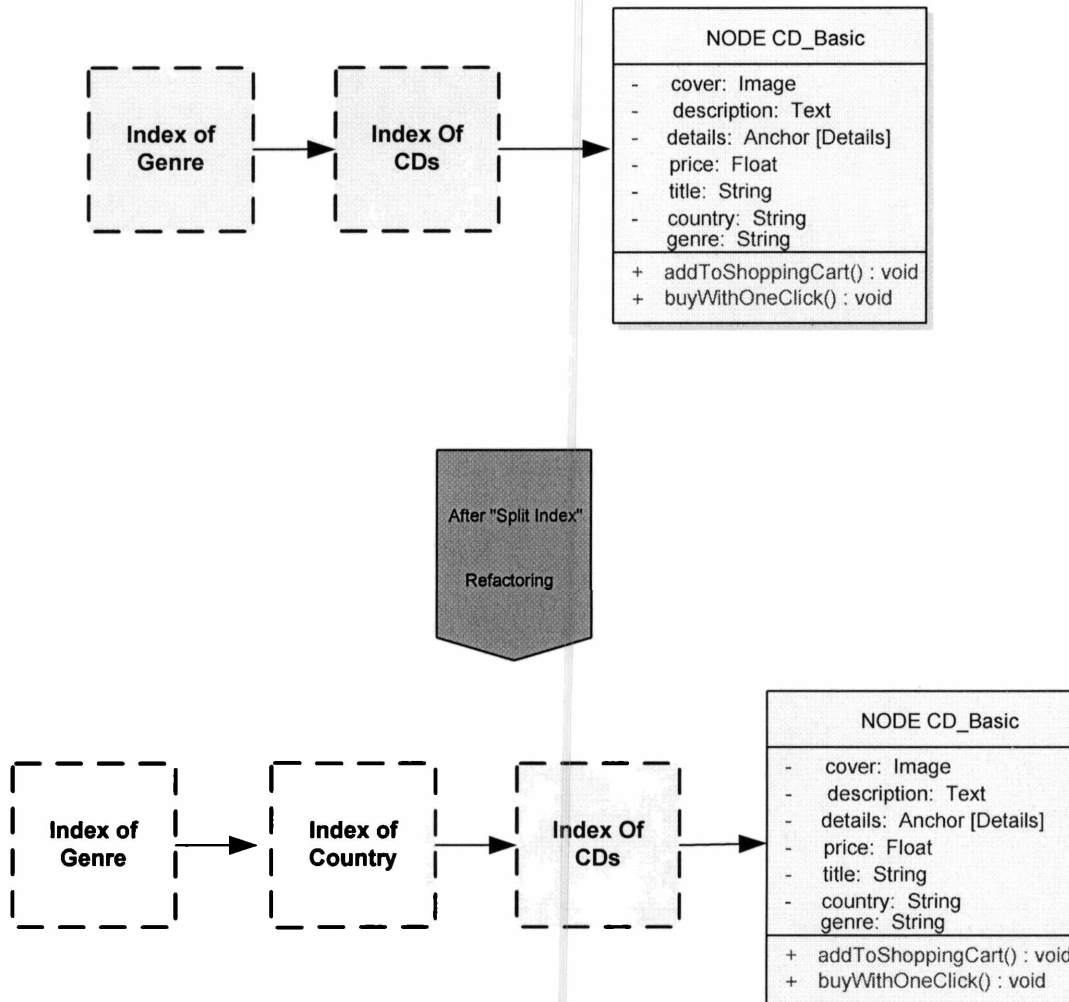 Index of
Genre
Index Of
CDs
NODE CD_Basic
- cover: Image
- description: Text
- details: Anchor [Details]
- price: Float
- title: String
- country: String
genre: String
+ addToShoppingCart() : void
+ buyWithOneClick() : void
After "Split Index"
Refactoring
Index of
Genre
Index of
Country
Index Of
CDs
NODE CD_Basic
- cover: Image
- description: Text
- details: Anchor [Details]
- price: Float
- title: String
- country: String
genre: String
+ addToShoppingCart() : void
+ buyWithOneClick() : void